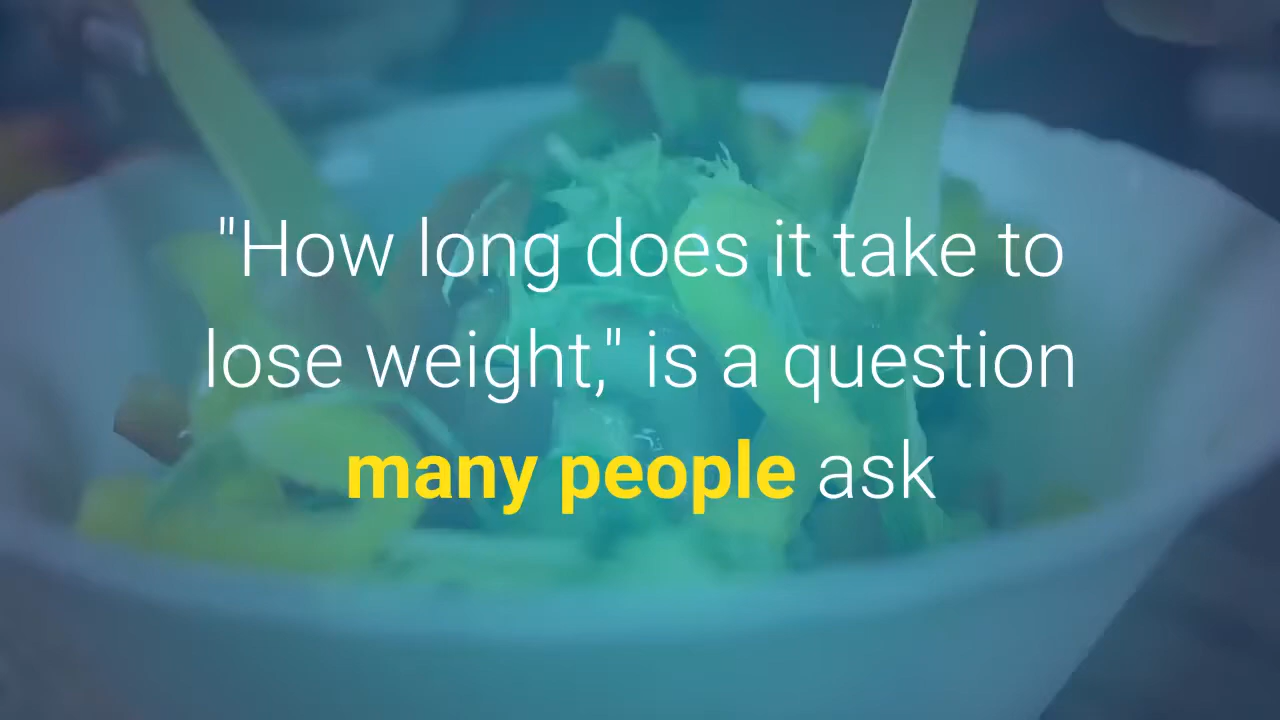 "How long does it take to
lose weight," is a question
many people ask